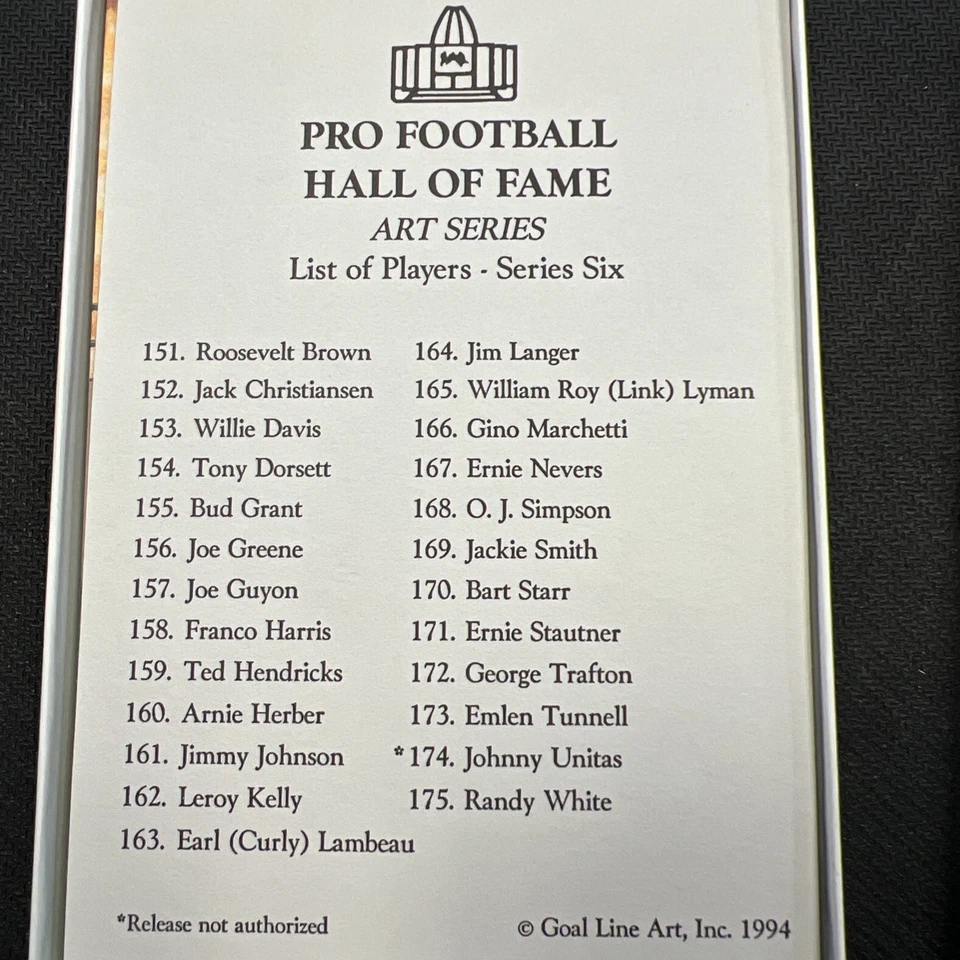 PRO FOOTBALL
HALL OF FAME
ART SERIES
List of Players - Series Six
151. Roosevelt Brown
152. Jack Christiansen
153. Willie Davis
154. Tony Dorsett
155. Bud Grant
156. Joe Greene
157. Joe Guyon
158. Franco Harris
159. Ted Hendricks
160. Arnie Herber
161. Jimmy Johnson
162. Leroy Kelly
163. Earl (Curly) Lambeau
164. Jim Langer
165. William Roy (Link) Lyman
166. Gino Marchetti
167. Ernie Nevers
168. O. J. Simpson
169. Jackie Smith
170. Bart Starr
171. Ernie Stautner
172. George Trafton
173. Emlen Tunnell
*174. Johnny Unitas
175. Randy White
*Release not authorized
© Goal Line Art, Inc. 1994